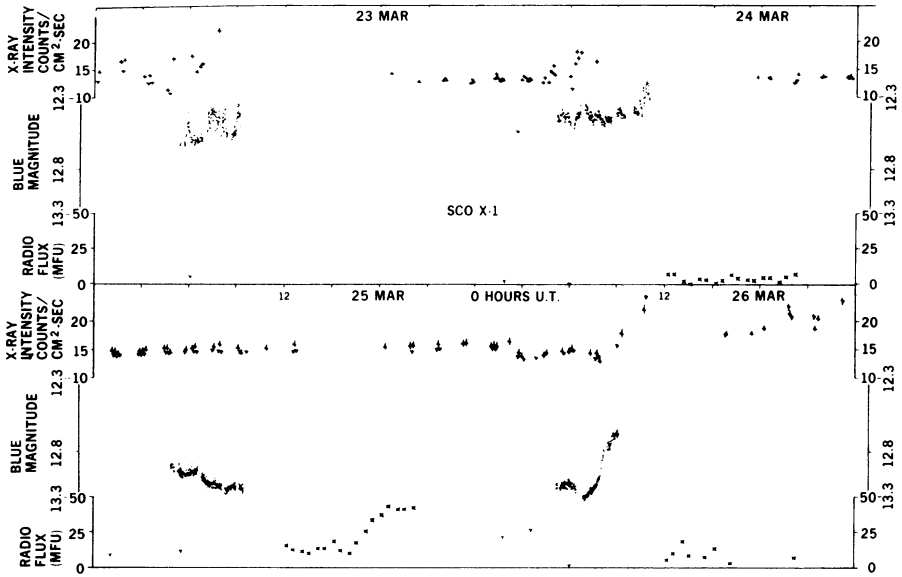 23 MAR
24 MAR
X-RAY
INTENSITY
COUNTS/
CM²·SEC
20
15
10
20
15
10
BLUE
MAGNITUDE
12.3
12.8
13.3
12.3
12.8
13.3
SCO X-1
RADIO
FLUX
(MFU)
50
25
0
50
25
0
12
25 MAR
0 HOURS U.T.
12
26 MAR
X-RAY
INTENSITY
COUNTS/
CM²·SEC
20
15
10
20
15
10
BLUE
MAGNITUDE
12.3
12.8
13.3
12.3
12.8
13.3
RADIO
FLUX
(MFU)
50
25
0
50
25
0